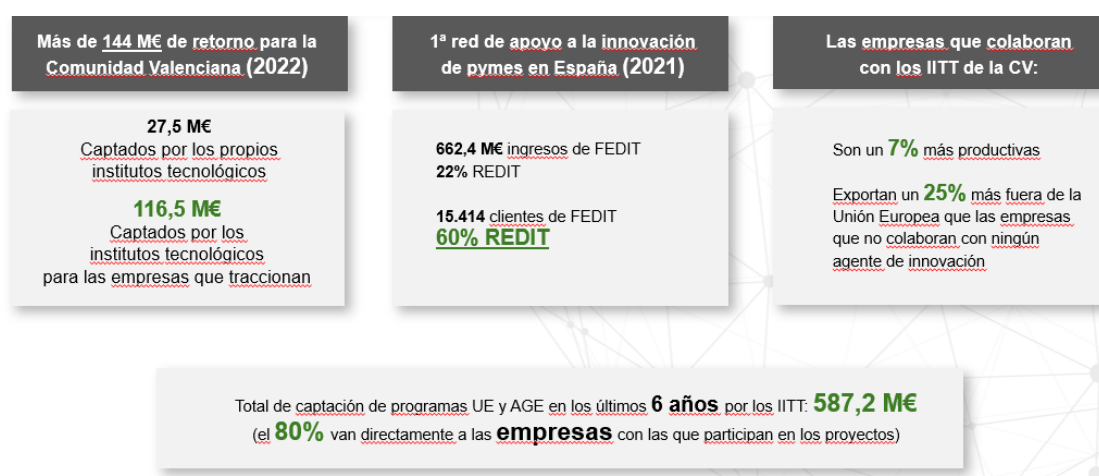 Más de 144 M€ de retorno para la
Comunidad Valenciana (2022)
27,5 M€
Captados por los propios
institutos tecnológicos
116,5 M€
Captados por los
institutos tecnológicos
para las empresas que traccionan
1ª red de apoyo a la innovación
de pymes en España (2021)
662,4 M€ ingresos de FEDIT
22% REDIT
15.414 clientes de FEDIT
60% REDIT
Las empresas que colaboran
con los IITT de la CV:
Son un 7% más productivas
Exportan un 25% más fuera de la
Unión Europea que las empresas
que no colaboran con ningún
agente de innovación
Total de captación de programas UE y AGE en los últimos 6 años por los IITT: 587,2 M€
(el 80% van directamente a las empresas con las que participan en los proyectos)